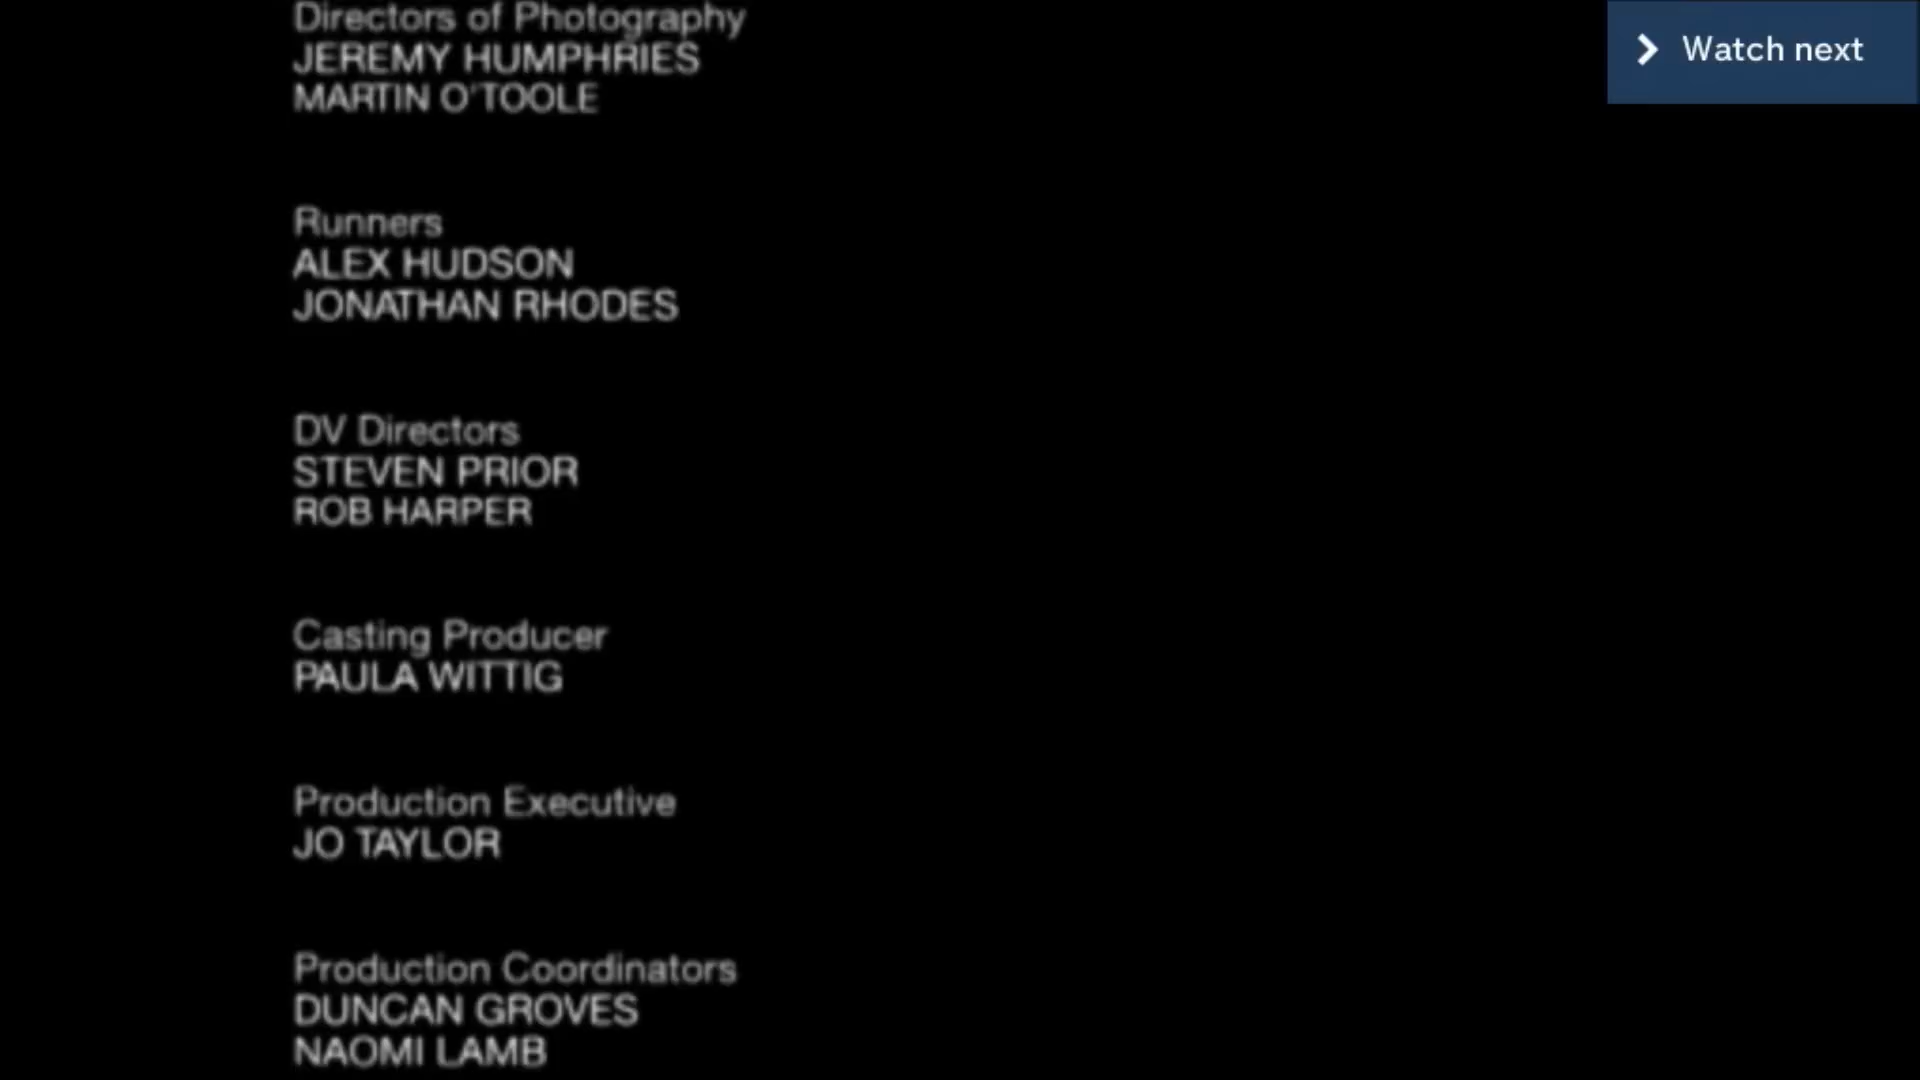 Directors of Photography
JEREMY HUMPHRIES
MARTIN O'TOOLE
Watch next
Runners
ALEX HUDSON
JONATHAN RHODES
DV Directors
STEVEN PRIOR
ROB HARPER
Casting Producer
PAULA WITTIG
Production Executive
JO TAYLOR
Production Coordinators
DUNCAN GROVES
NAOMI LAMB